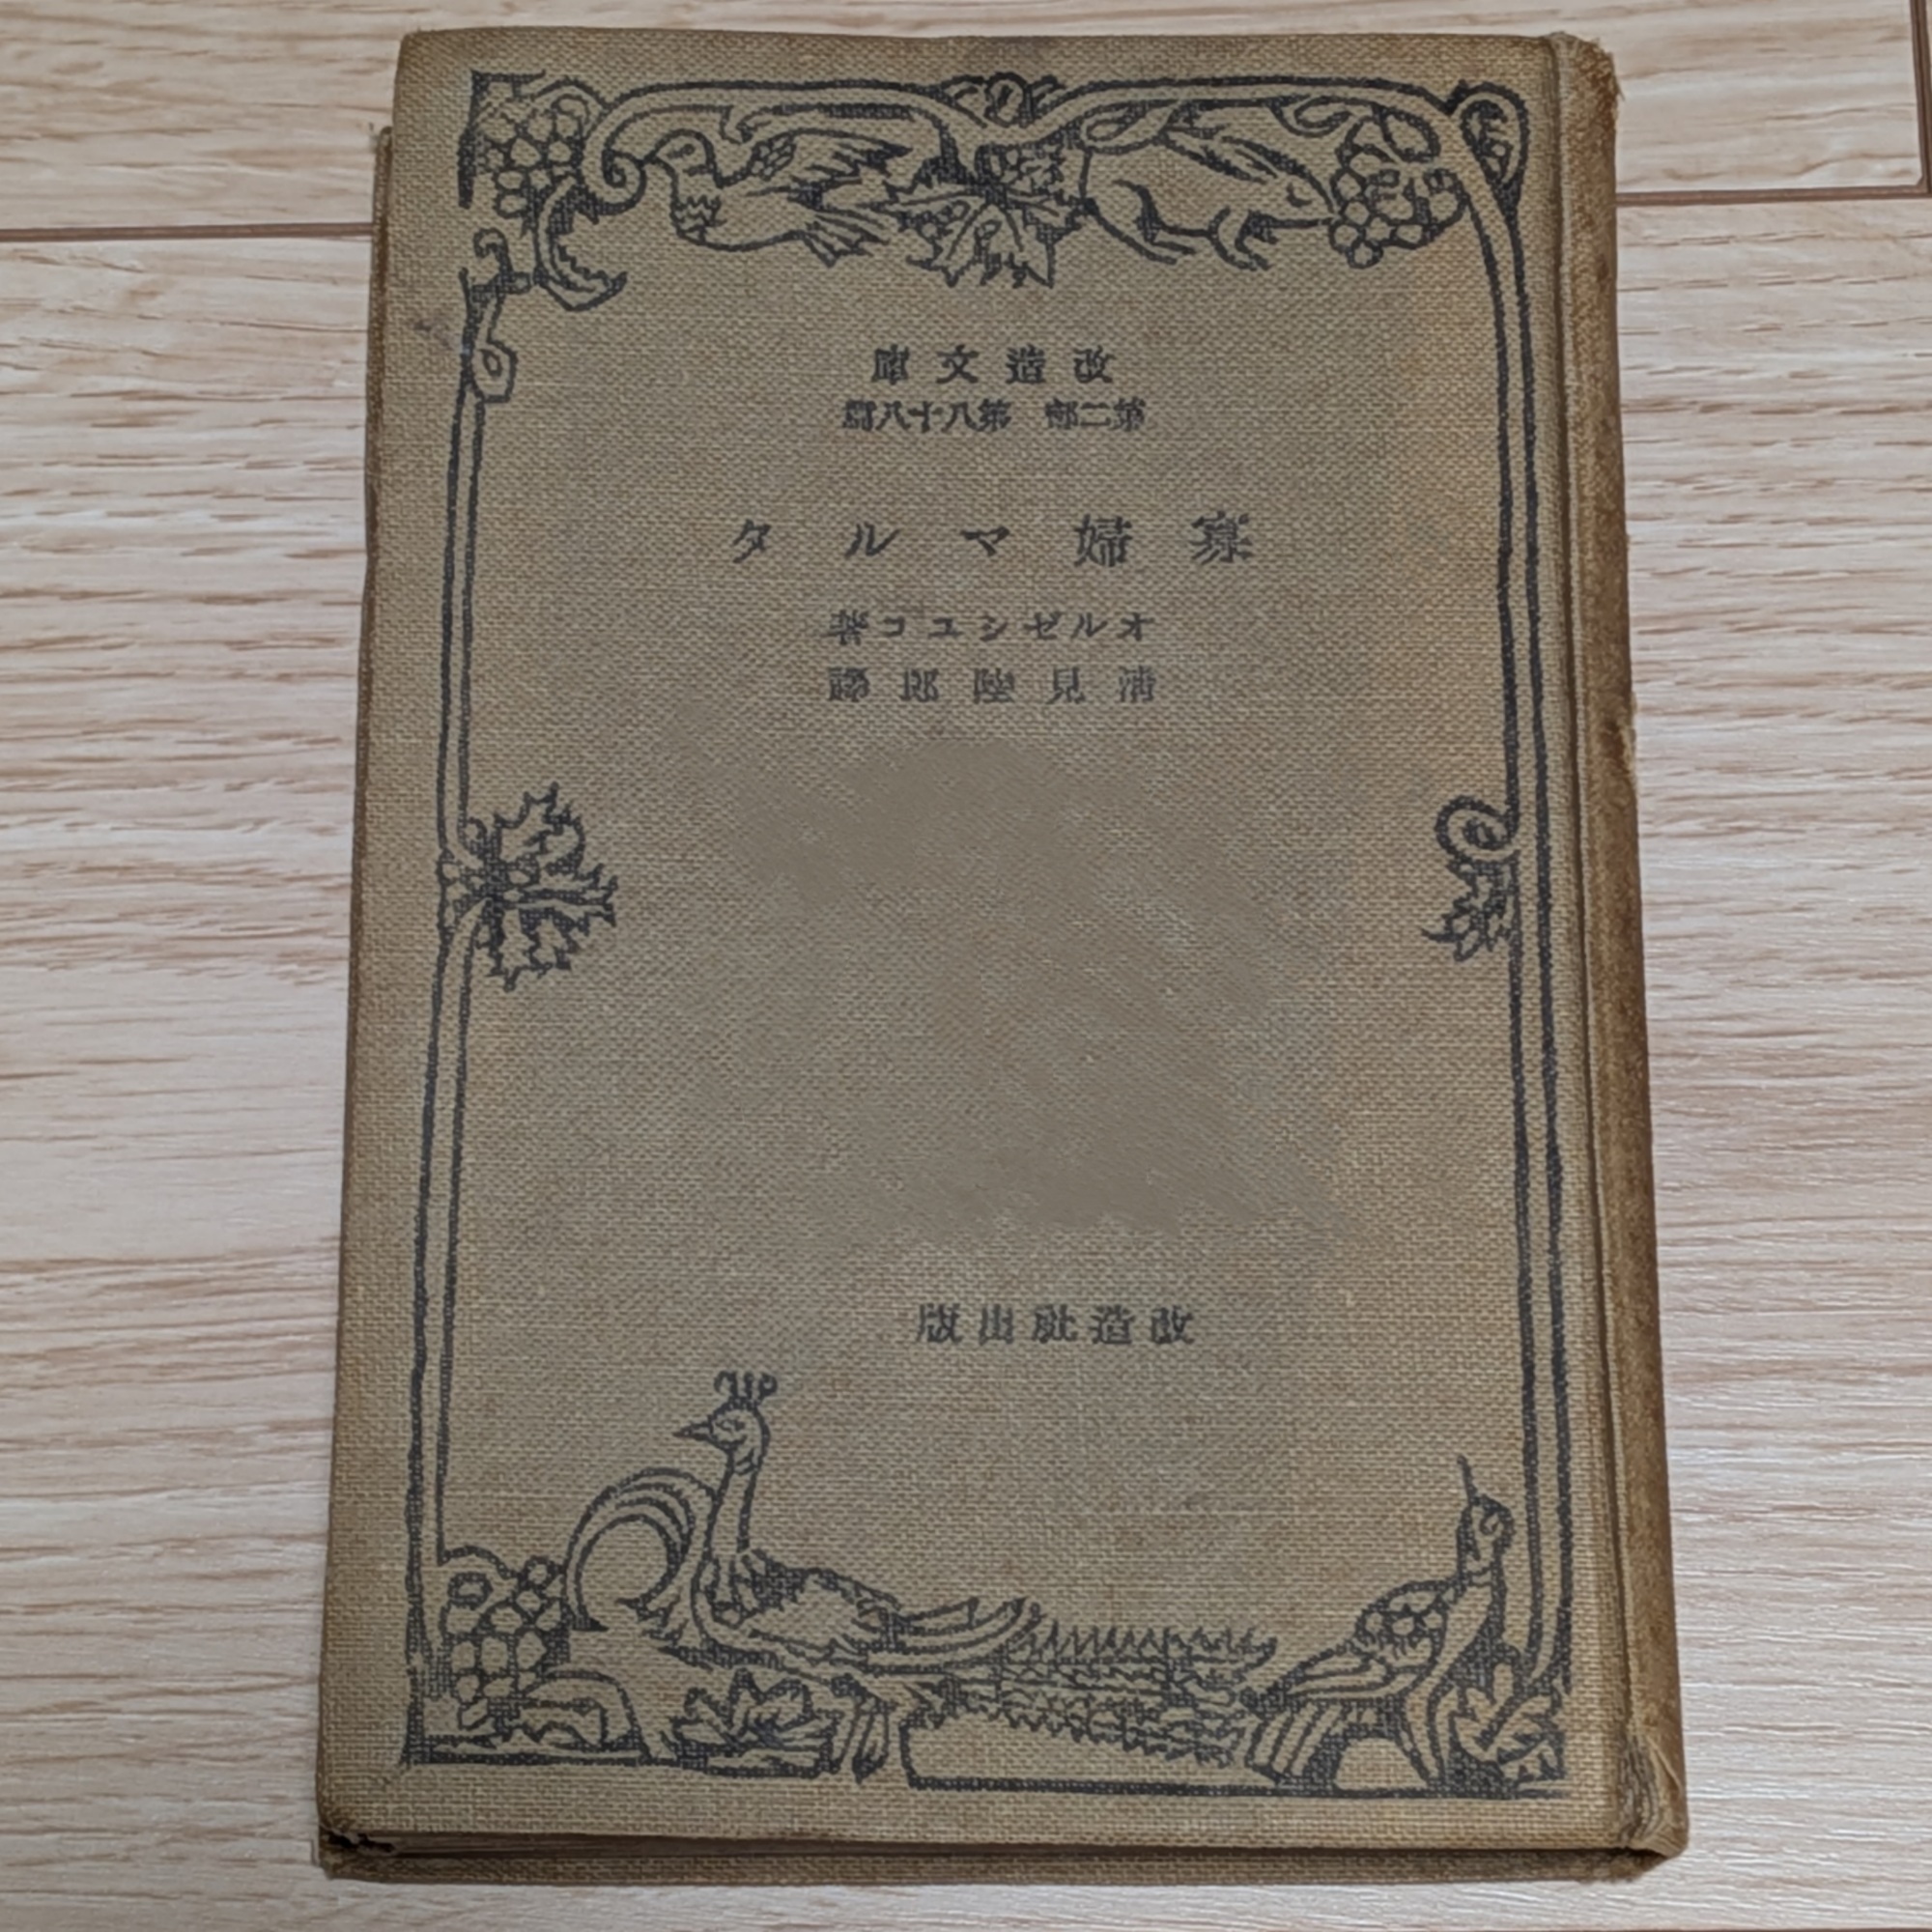 改造文庫
第二部 第八十八篇
寡婦マルタ
オルゼシュコ著
清見陸郎譯
改造社出版